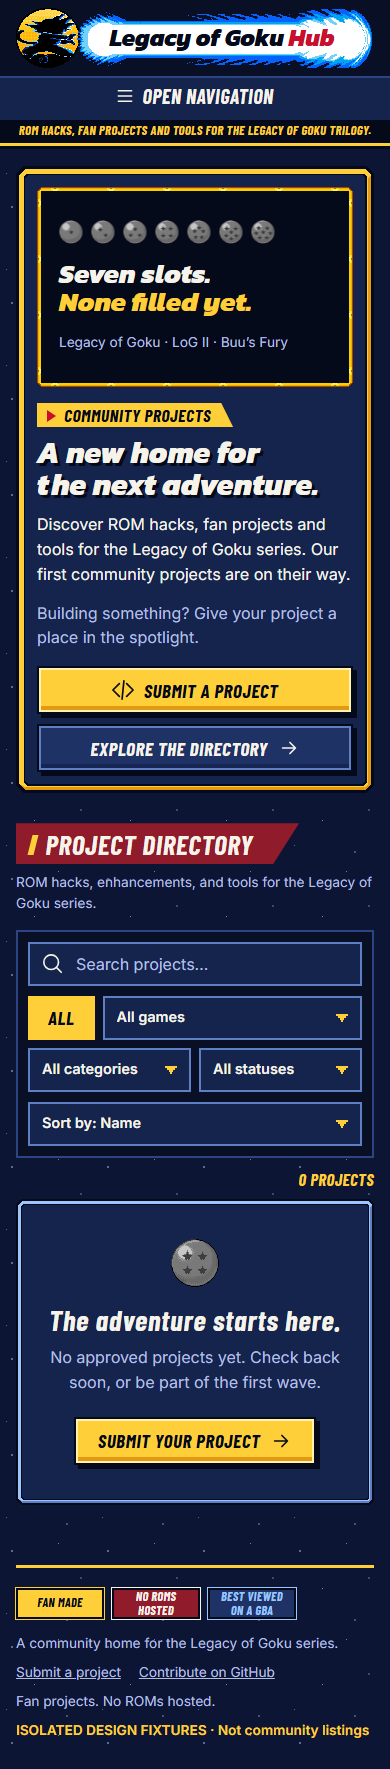 Legacy of Goku Hub
OPEN NAVIGATION
ROM HACKS, FAN PROJECTS AND TOOLS FOR THE LEGACY OF GOKU TRILOGY.
Seven slots.
None filled yet.
Legacy of Goku · LoG II · Buu’s Fury
COMMUNITY PROJECTS
A new home for
the next adventure.
Discover ROM hacks, fan projects and
tools for the Legacy of Goku series. Our
first community projects are on their way.
Building something? Give your project a
place in the spotlight.
</> SUBMIT A PROJECT
EXPLORE THE DIRECTORY →
PROJECT DIRECTORY
ROM hacks, enhancements, and tools for the Legacy of
Goku series.
Search projects...
ALL
All games
All categories
All statuses
Sort by: Name
0 PROJECTS
The adventure starts here.
No approved projects yet. Check back
soon, or be part of the first wave.
SUBMIT YOUR PROJECT →
FAN MADE
NO ROMS
HOSTED
BEST VIEWED
ON A GBA
A community home for the Legacy of Goku series.
Submit a project
Contribute on GitHub
Fan projects. No ROMs hosted.
ISOLATED DESIGN FIXTURES · Not community listings